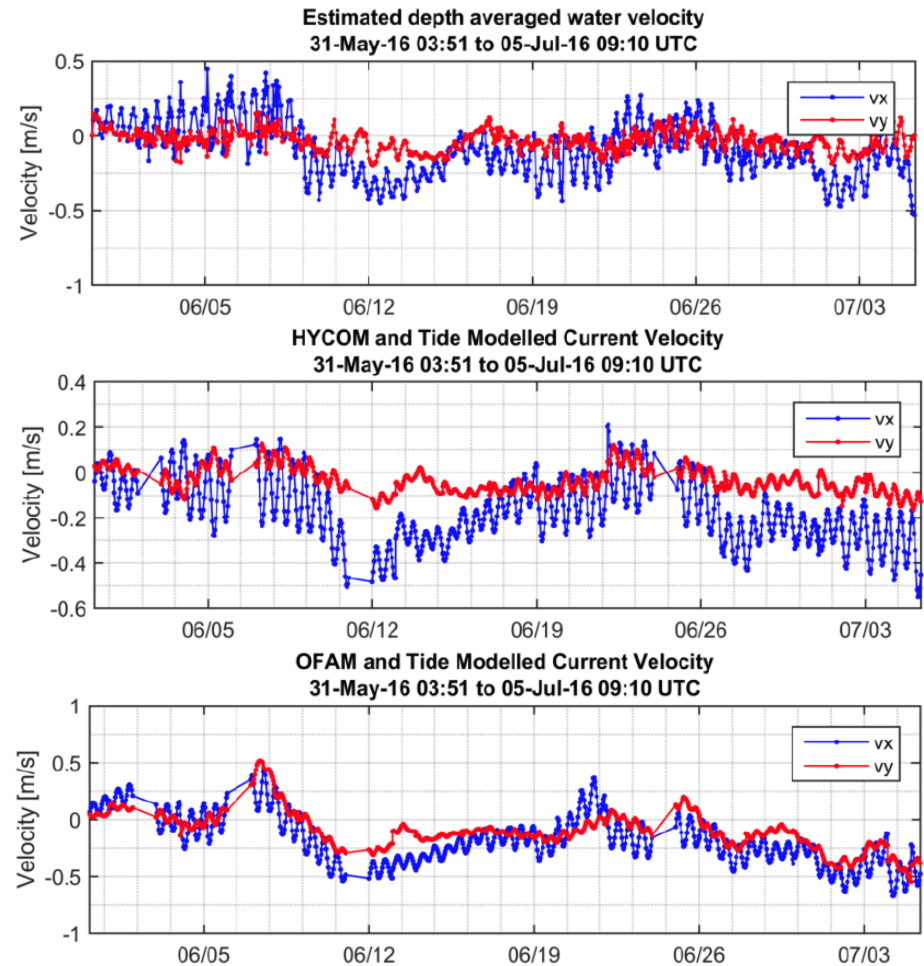 Estimated depth averaged water velocity
31-May-16 03:51 to 05-Jul-16 09:10 UTC
Velocity [m/s]
0.5
0
-0.5
-1
vx
vy
06/05 06/12 06/19 06/26 07/03
HYCOM and Tide Modelled Current Velocity
31-May-16 03:51 to 05-Jul-16 09:10 UTC
Velocity [m/s]
0.4
0.2
0
-0.2
-0.4
-0.6
vx
vy
06/05 06/12 06/19 06/26 07/03
OFAM and Tide Modelled Current Velocity
31-May-16 03:51 to 05-Jul-16 09:10 UTC
Velocity [m/s]
1
0.5
0
-0.5
-1
vx
vy
06/05 06/12 06/19 06/26 07/03